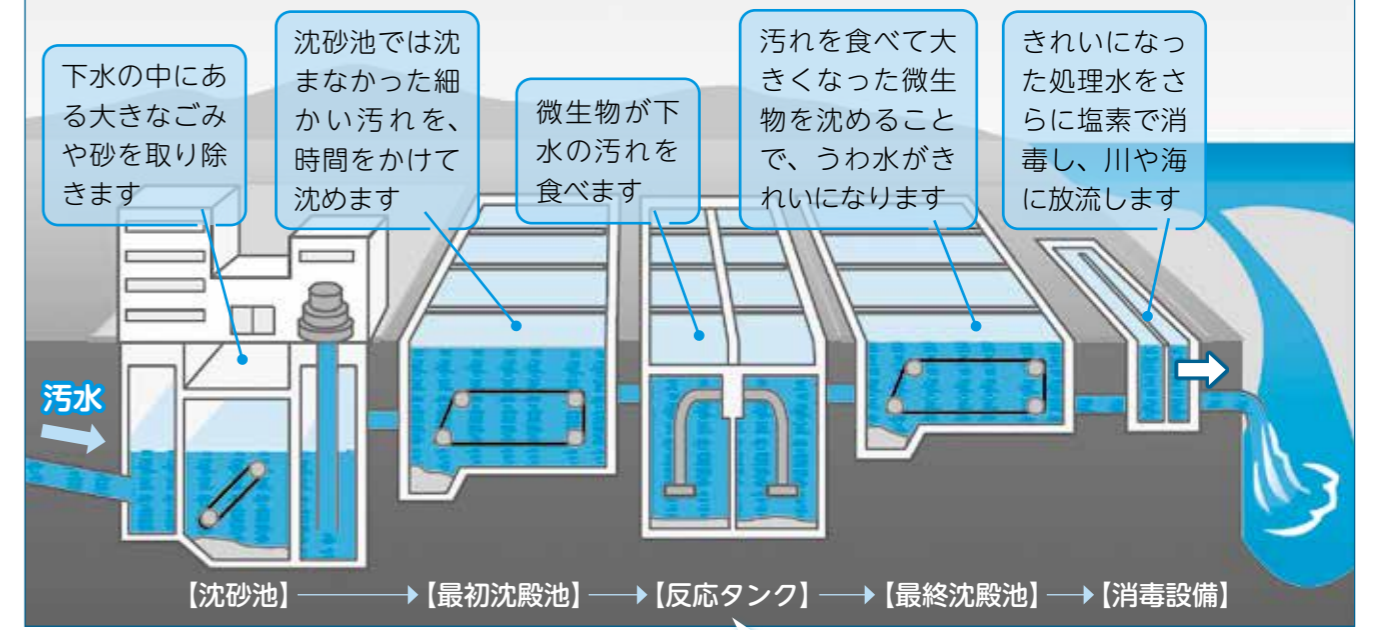 下水の中にあ
る大きなごみ
や砂を取り除
きます
沈砂池では沈
まなかった細
かい汚れを、
時間をかけて
沈めます
微生物が下
水の汚れを
食べます
汚れを食べて大
きくなった微生
物を沈めること
で、うわ水がき
れいになります
きれいになっ
た処理水をさ
らに塩素で消
毒し、川や海
に放流します
汚水
【沈砂池】→【最初沈殿池】→【反応タンク】→【最終沈殿池】→【消毒設備】